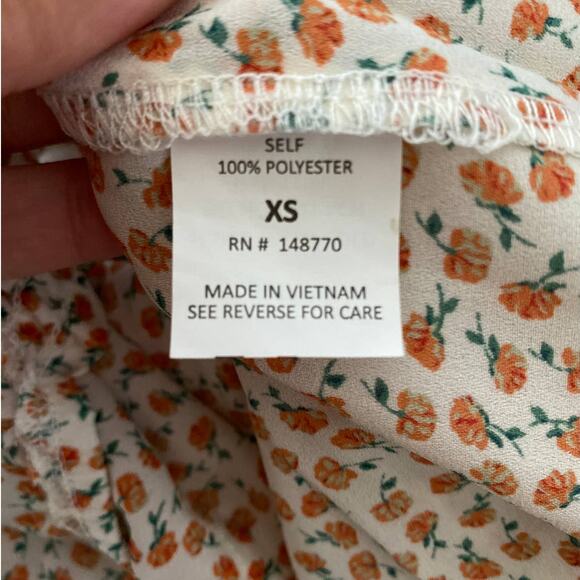 SELF
100% POLYESTER
XS
RN # 148770
MADE IN VIETNAM
SEE REVERSE FOR CARE